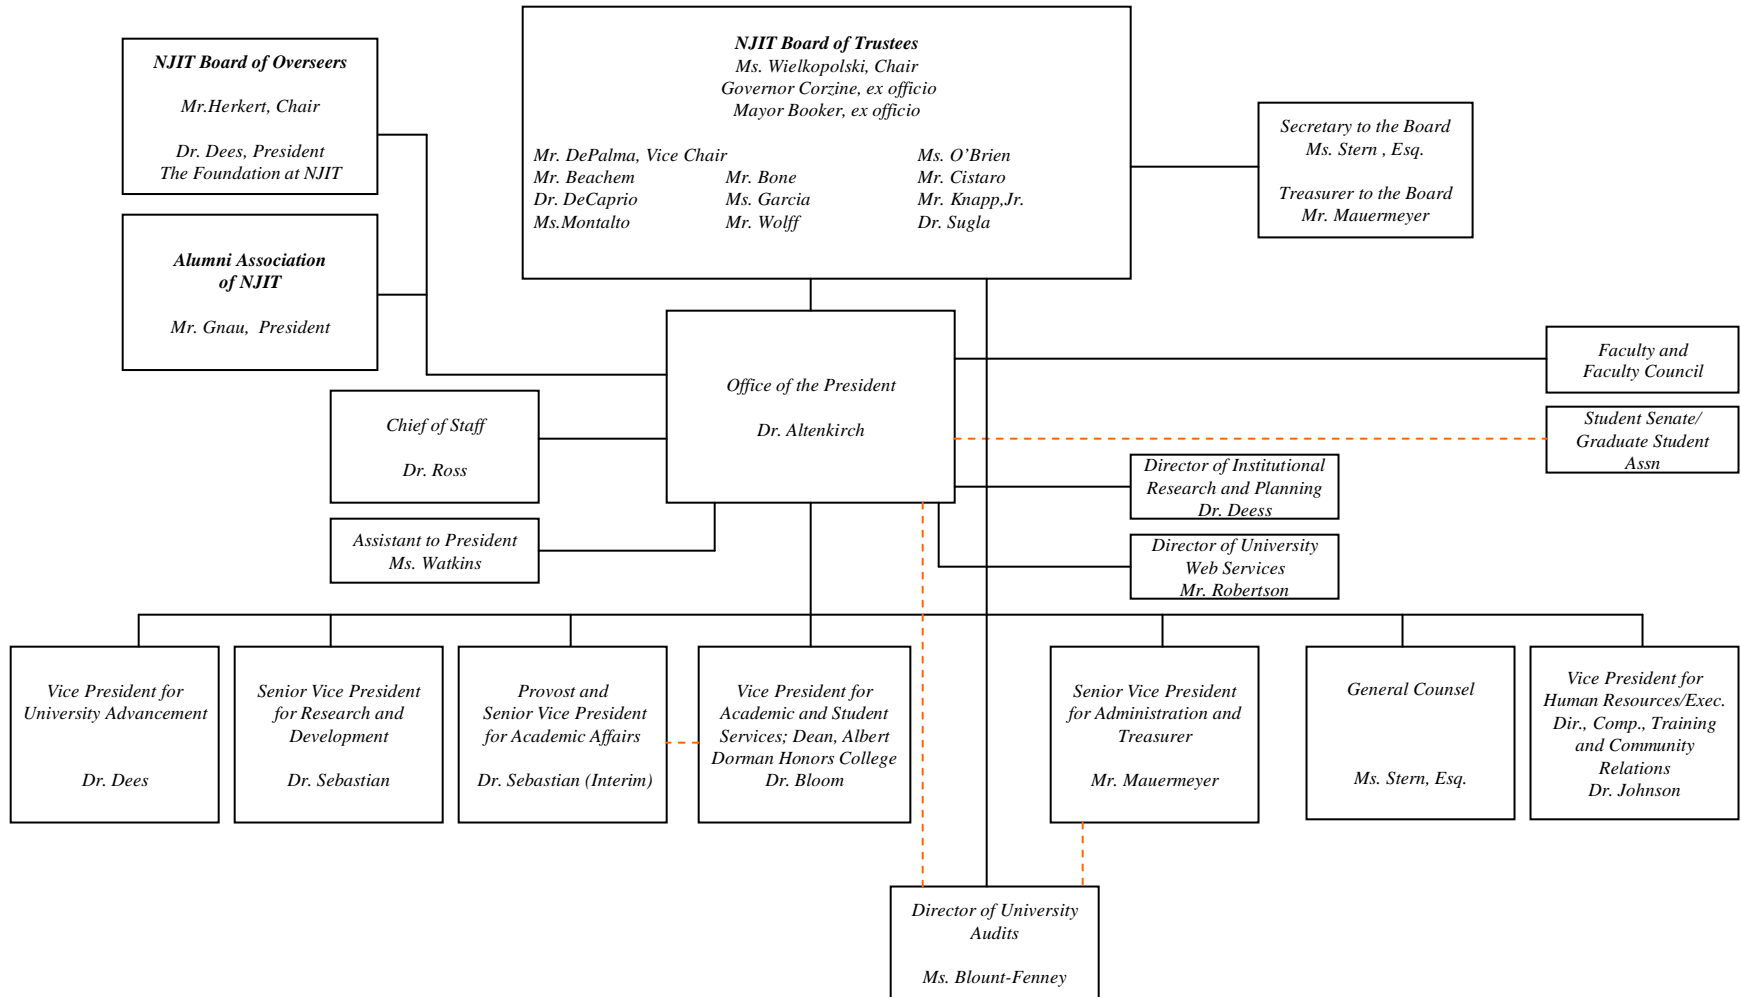 NJIT Board of Overseers
Mr.Herkert, Chair
Dr. Dees, President
The Foundation at NJIT
Alumni Association
of NJIT
Mr. Gnau, President
NJIT Board of Trustees
Ms. Wielkopolski, Chair
Governor Corzine, ex officio
Mayor Booker, ex officio
Mr. DePalma, Vice Chair Ms. O'Brien
Mr. Beachem Mr. Bone Mr. Cistaro
Dr. DeCaprio Ms. Garcia Mr. Knapp,Jr.
Ms.Montalto Mr. Wolff Dr. Sugla
Secretary to the Board
Ms. Stern , Esq.
Treasurer to the Board
Mr. Mauermeyer
Office of the President
Dr. Altenkirch
Faculty and
Faculty Council
Student Senate/
Graduate Student
Assn
Chief of Staff
Dr. Ross
Director of Institutional
Research and Planning
Dr. Deess
Assistant to President
Ms. Watkins
Director of University
Web Services
Mr. Robertson
Vice President for
University Advancement
Dr. Dees
Senior Vice President
for Research and
Development
Dr. Sebastian
Provost and
Senior Vice President
for Academic Affairs
Dr. Sebastian (Interim)
Vice President for
Academic and Student
Services; Dean, Albert
Dorman Honors College
Dr. Bloom
Senior Vice President
for Administration and
Treasurer
Mr. Mauermeyer
General Counsel
Ms. Stern, Esq.
Vice President for
Human Resources/Exec.
Dir., Comp., Training
and Community
Relations
Dr. Johnson
Director of University
Audits
Ms. Blount-Fenney